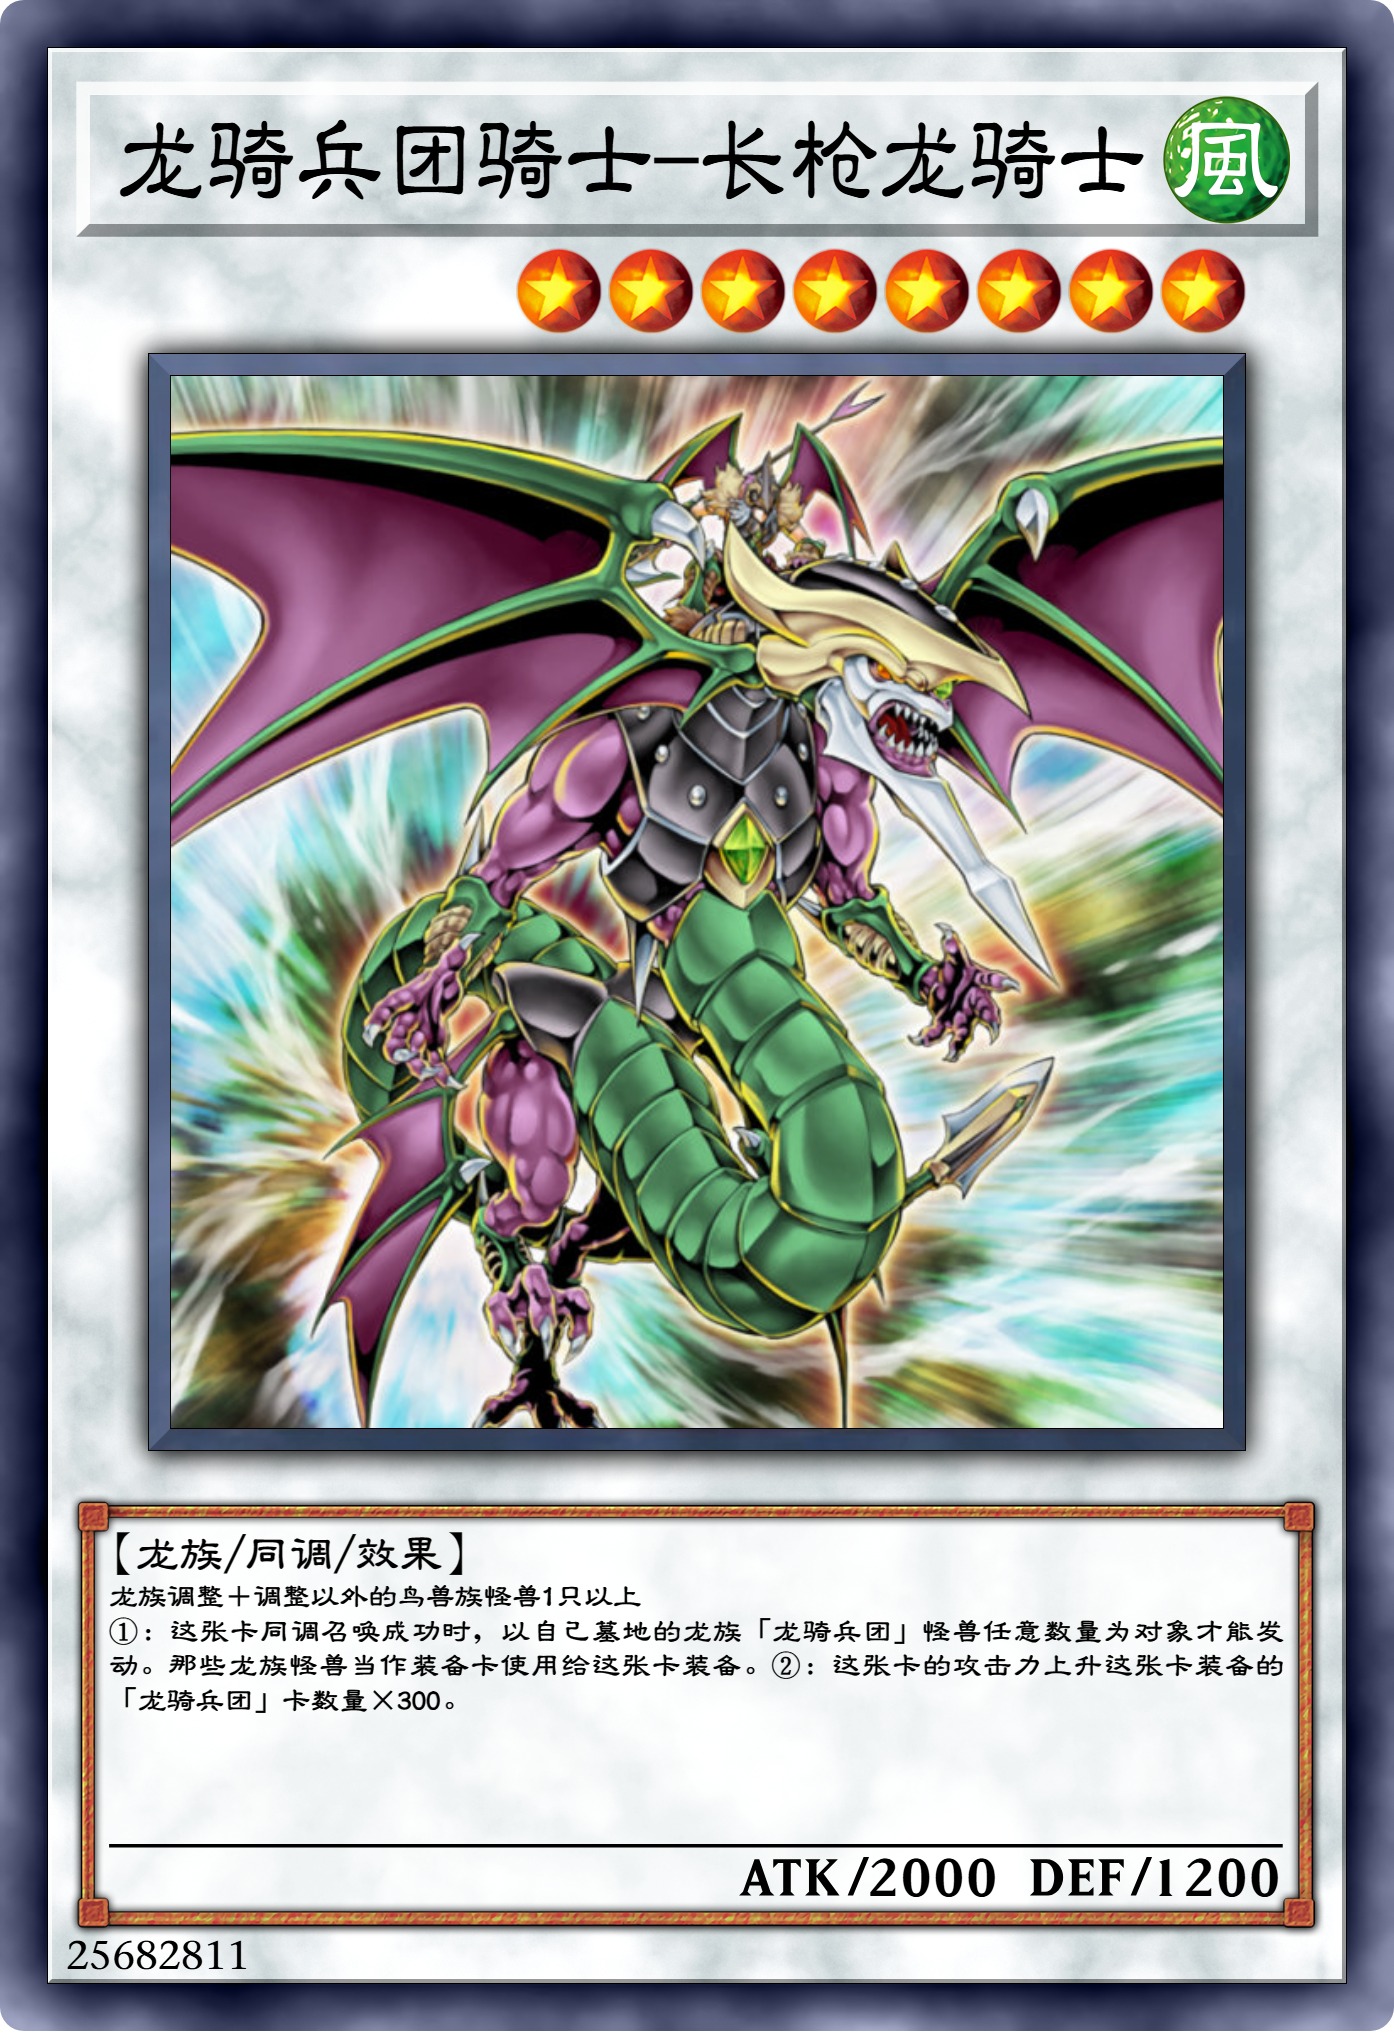 龙骑兵团骑士-长枪龙骑士
風
【龙族/同调/效果】
龙族调整＋调整以外的鸟兽族怪兽1只以上
①：这张卡同调召唤成功时，以自己墓地的龙族「龙骑兵团」怪兽任意数量为对象才能发
动。那些龙族怪兽当作装备卡使用给这张卡装备。②：这张卡的攻击力上升这张卡装备的
「龙骑兵团」卡数量×300。
ATK/2000 DEF/1200
25682811